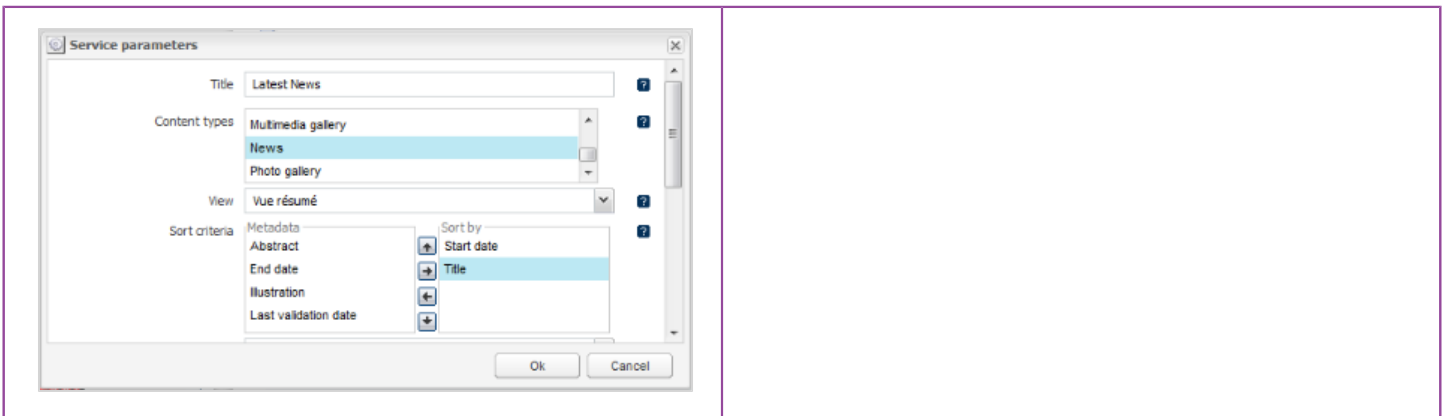 Service parameters
Title Latest News
Content types Multimedia gallery
News
Photo gallery
View Vue résumé
Sort criteria Metadata Sort by
Abstract Start date
End date Title
Illustration
Last validation date
Ok Cancel